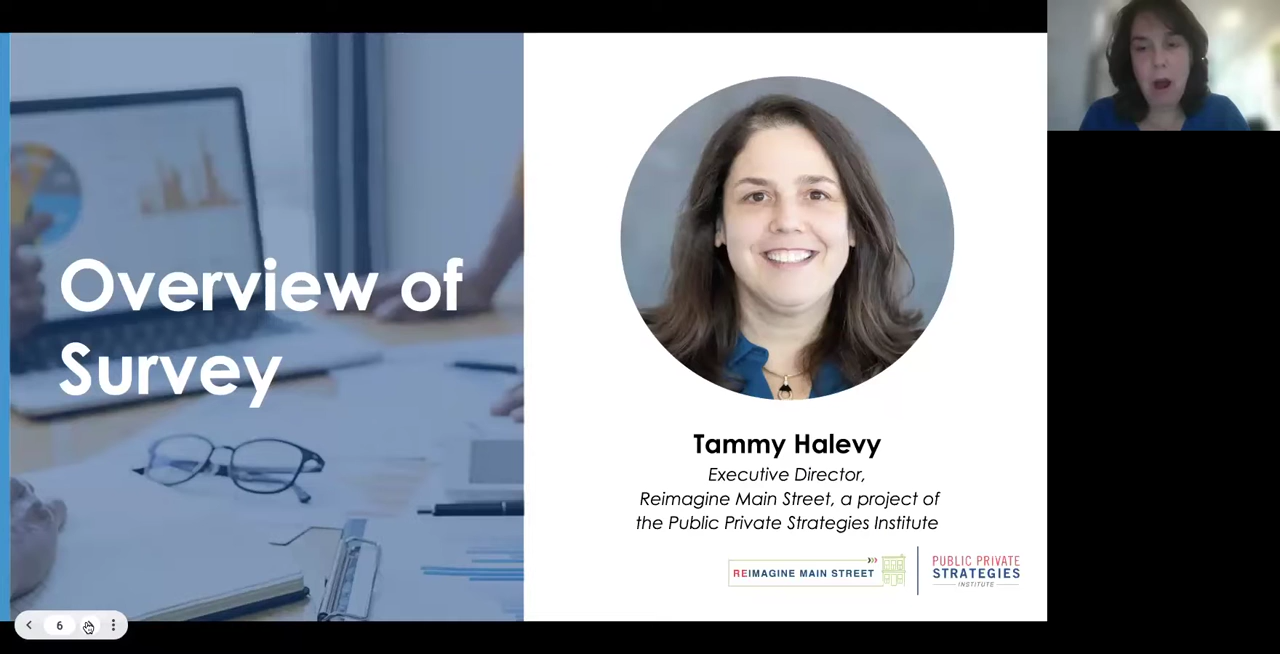 Overview of
Survey
Tammy Halevy
Executive Director,
Reimagine Main Street, a project of
the Public Private Strategies Institute
REIMAGINE MAIN STREET
PUBLIC PRIVATE
STRATEGIES
INSTITUTE
6